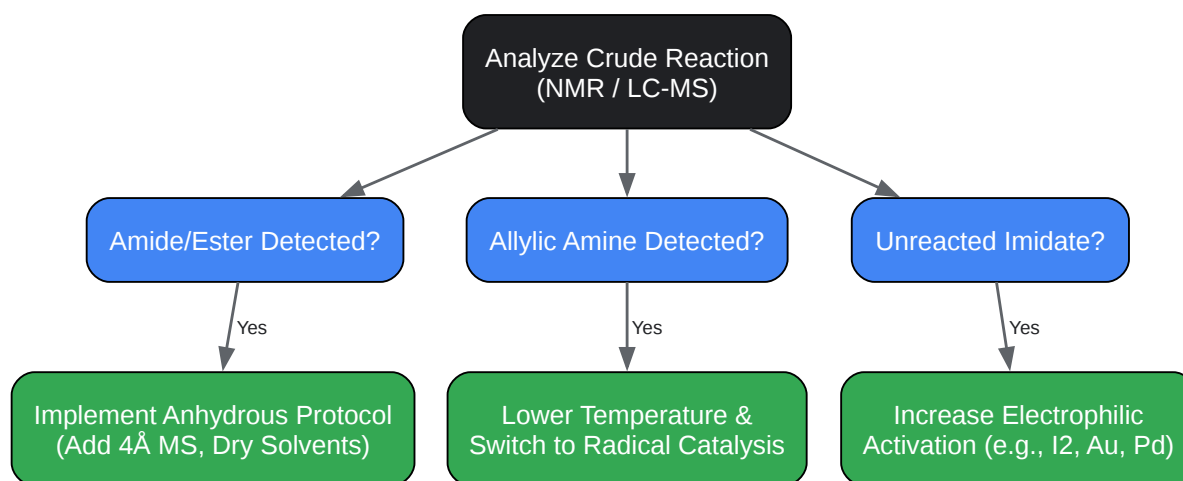 Analyze Crude Reaction
(NMR / LC-MS)
Amide/Ester Detected?
Allylic Amine Detected?
Unreacted Imidate?
Yes
Yes
Yes
Implement Anhydrous Protocol
(Add 4Å MS, Dry Solvents)
Lower Temperature &
Switch to Radical Catalysis
Increase Electrophilic
Activation (e.g., I2, Au, Pd)